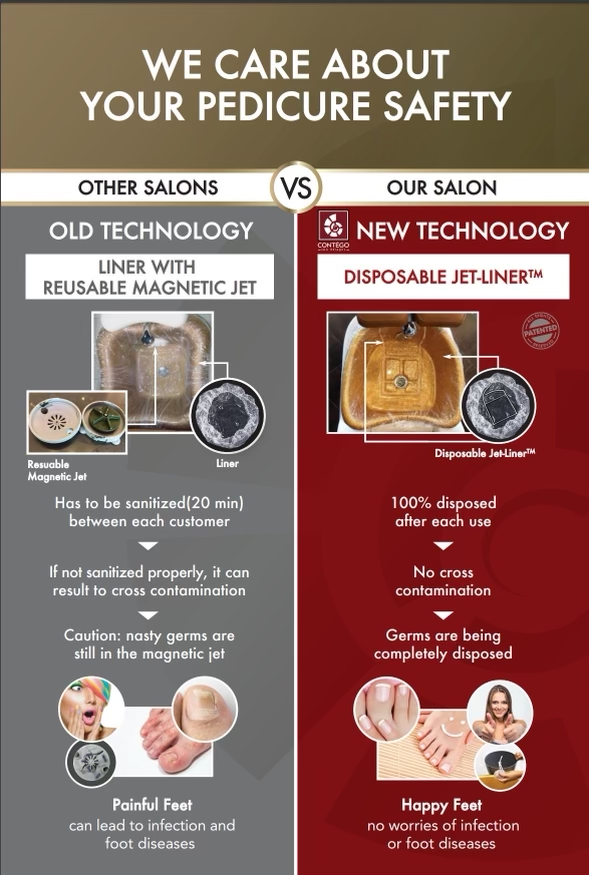 WE CARE ABOUT
YOUR PEDICURE SAFETY
OTHER SALONS
VS
OUR SALON
OLD TECHNOLOGY
LINER WITH
REUSABLE MAGNETIC JET
Resuable
Magnetic Jet
Liner
Has to be sanitized(20 min)
between each customer
If not sanitized properly, it can
result to cross contamination
Caution: nasty germs are
still in the magnetic jet
Painful Feet
can lead to infection and
foot diseases
CONTEGO
NEW TECHNOLOGY
DISPOSABLE JET-LINER™
ALL RIGHTS
PATENTED
RESERVED
Disposable Jet-Liner™
100% disposed
after each use
No cross
contamination
Germs are being
completely disposed
Happy Feet
no worries of infection
or foot diseases